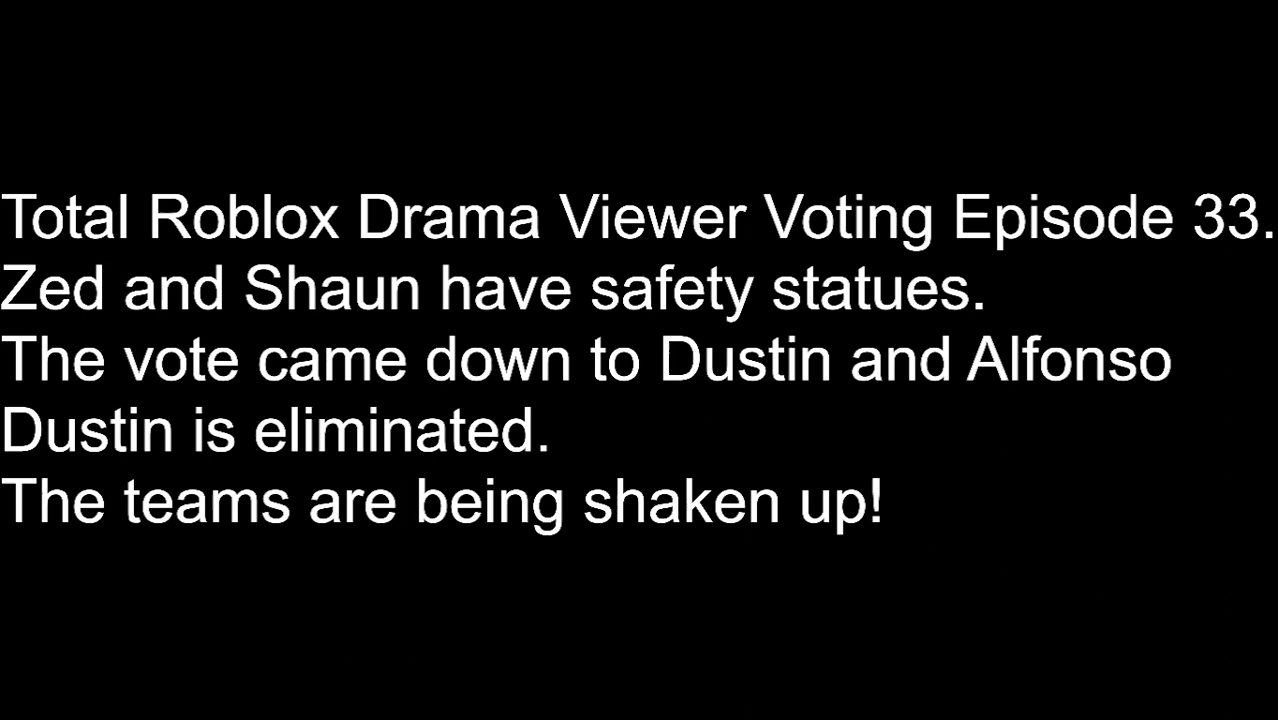 Total Roblox Drama Viewer Voting Episode 33.
Zed and Shaun have safety statues.
The vote came down to Dustin and Alfonso
Dustin is eliminated.
The teams are being shaken up!